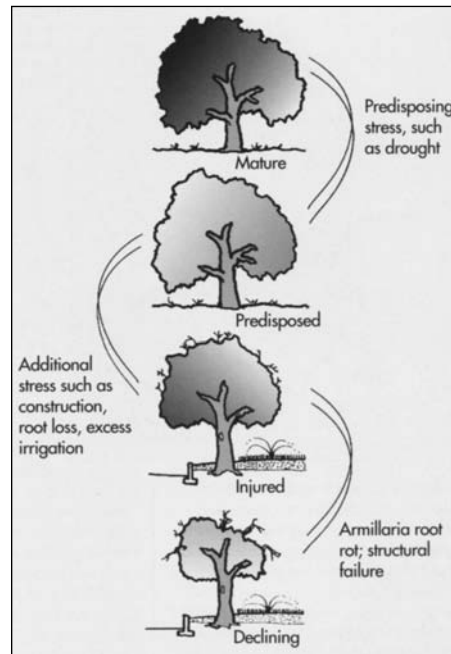 Mature
Predisposing
stress, such
as drought
Predisposed
Additional
stress such as
construction,
root loss, excess
irrigation
Injured
Armillaria root
rot; structural
failure
Declining